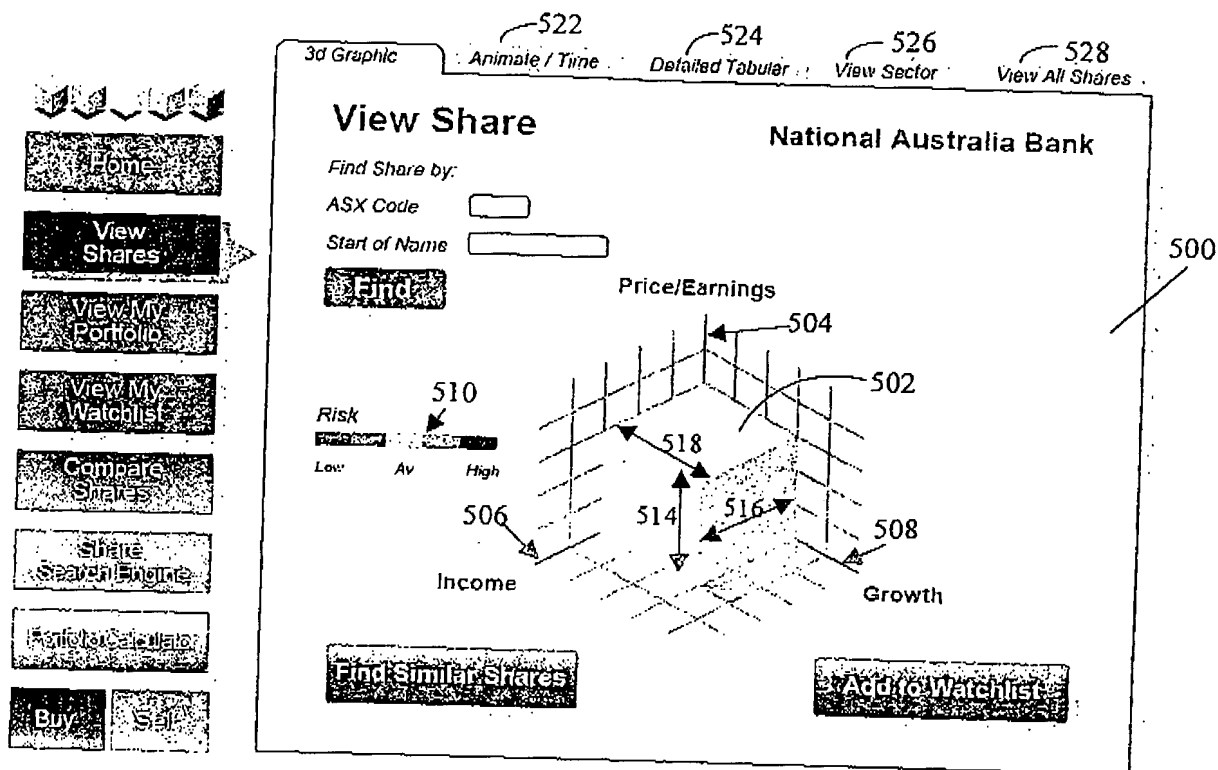 522
524
526
528
3d Graphic
Animate / Time
Detailed Tabular
View Sector
View All Shares
View Share
National Australia Bank
Home
Find Share by:
ASX Code
View
Shares
Start of Name
500
Find
Price/Earnings
View My
Portfolio
504
502
View My
Watchlist
Risk
510
518
Low
Av
High
Compare
Shares
506
514
516
508
Share
Search Engine
Income
Growth
Portfolio Calculator
Find Similar Shares
Add to Watchlist
Buy
Sell